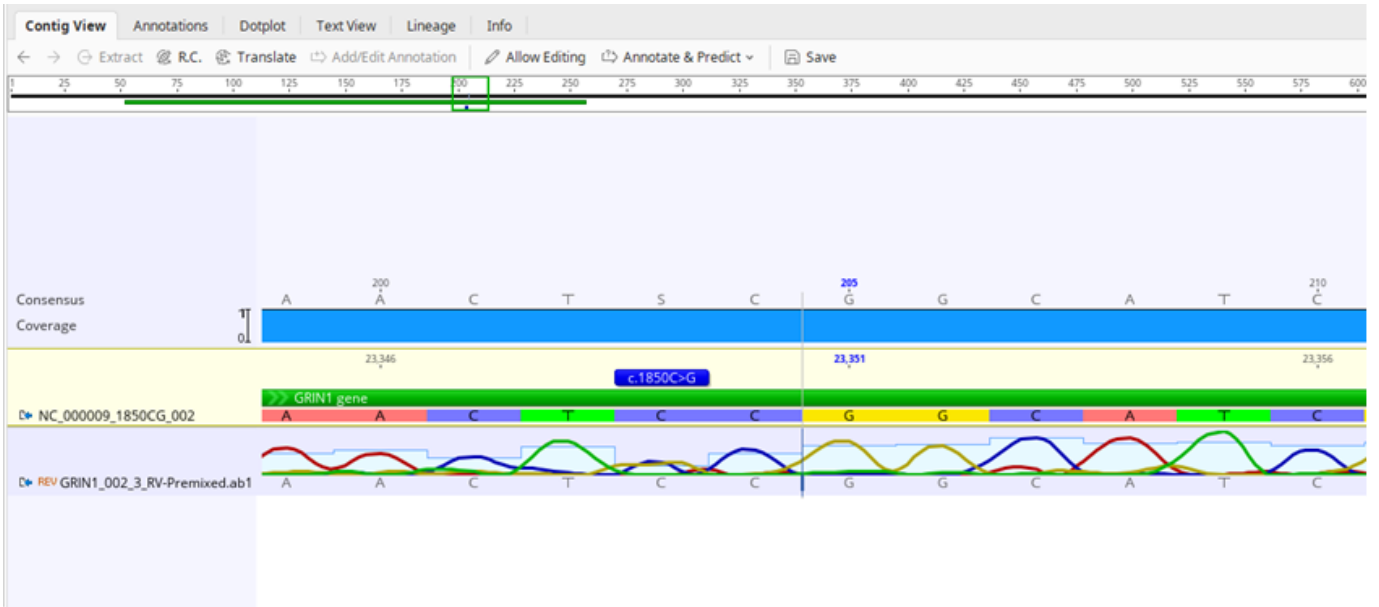 Contig View Annotations Dotplot Text View Lineage Info
Extract R.C. Translate Add/Edit Annotation Allow Editing Annotate & Predict Save
1 25 50 75 100 125 150 175 200 225 250 275 300 325 350 375 400 425 450 475 500 525 550 575 600
200 205 210
Consensus A A C T S C G G C A T C
Coverage 1 0
23,346 23,351 23,356
c.1850C>G
GRIN1 gene
NC_000009_1850CG_002 A A C T C C G G C A T C
REV GRIN1_002_3_RV-Premixed.ab1 A A C T C C G G C A T C